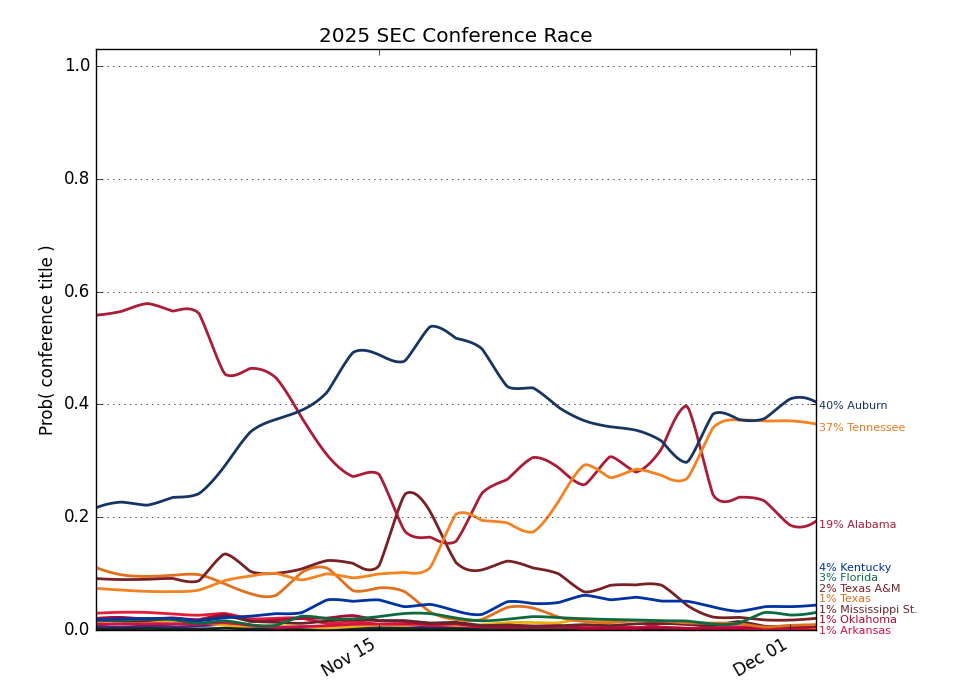 2025 SEC Conference Race
Prob( conference title )
1.0
0.8
0.6
0.4
0.2
0.0
Nov 15
Dec 01
40% Auburn
37% Tennessee
19% Alabama
4% Kentucky
3% Florida
2% Texas A&M
1% Texas
1% Mississippi St.
1% Oklahoma
1% Arkansas